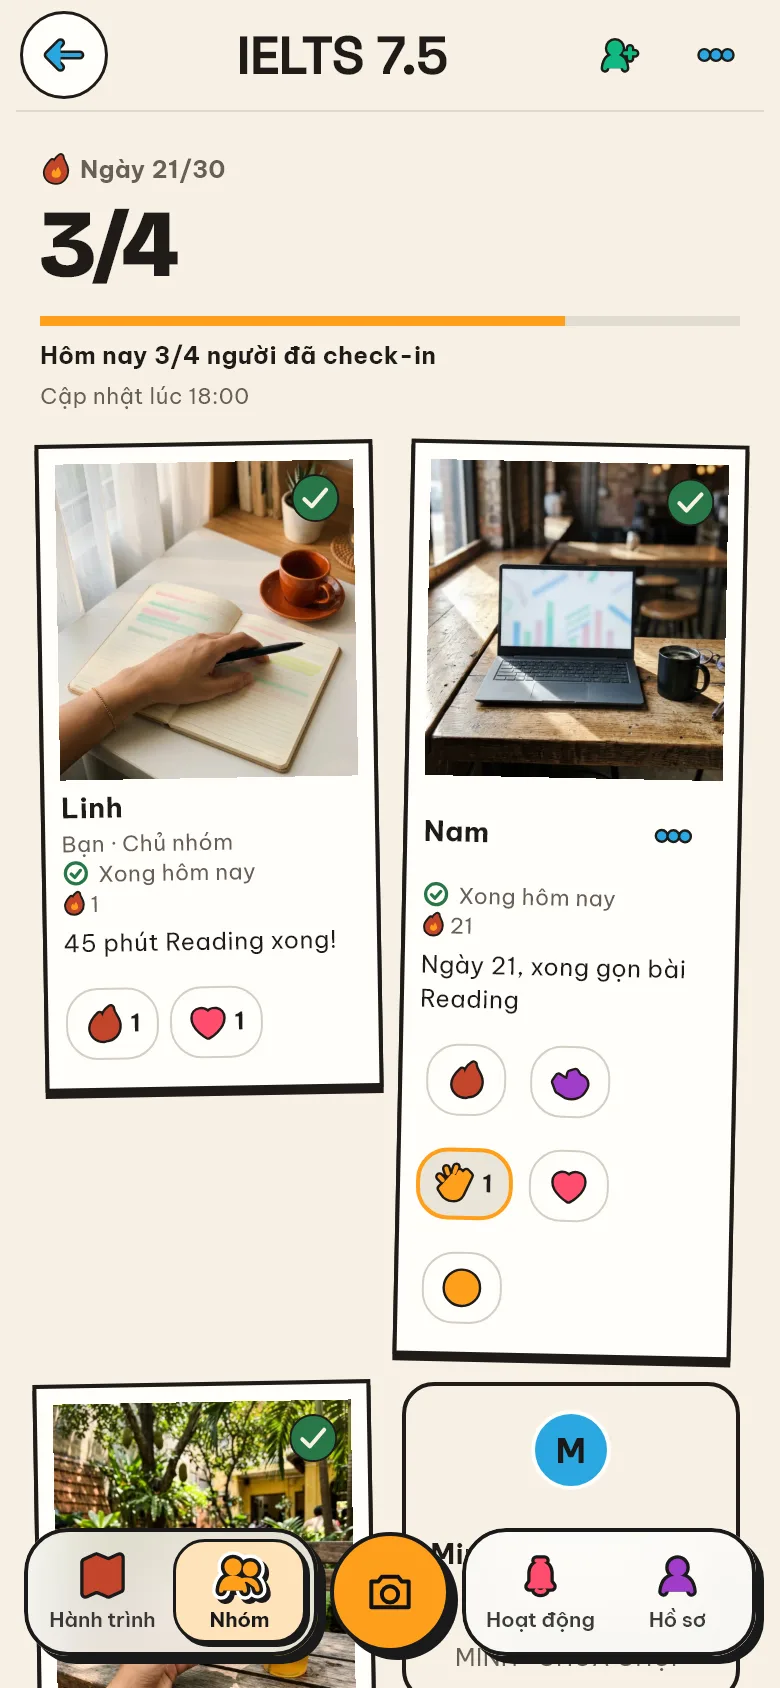 IELTS 7.5
Ngày 21/30
3/4
Hôm nay 3/4 người đã check-in
Cập nhật lúc 18:00
Linh
Bạn · Chủ nhóm
Xong hôm nay
1
45 phút Reading xong!
1 1
Nam
Xong hôm nay
21
Ngày 21, xong gọn bài
Reading
1
M
Hành trình
Nhóm
Hoạt động
Hồ sơ